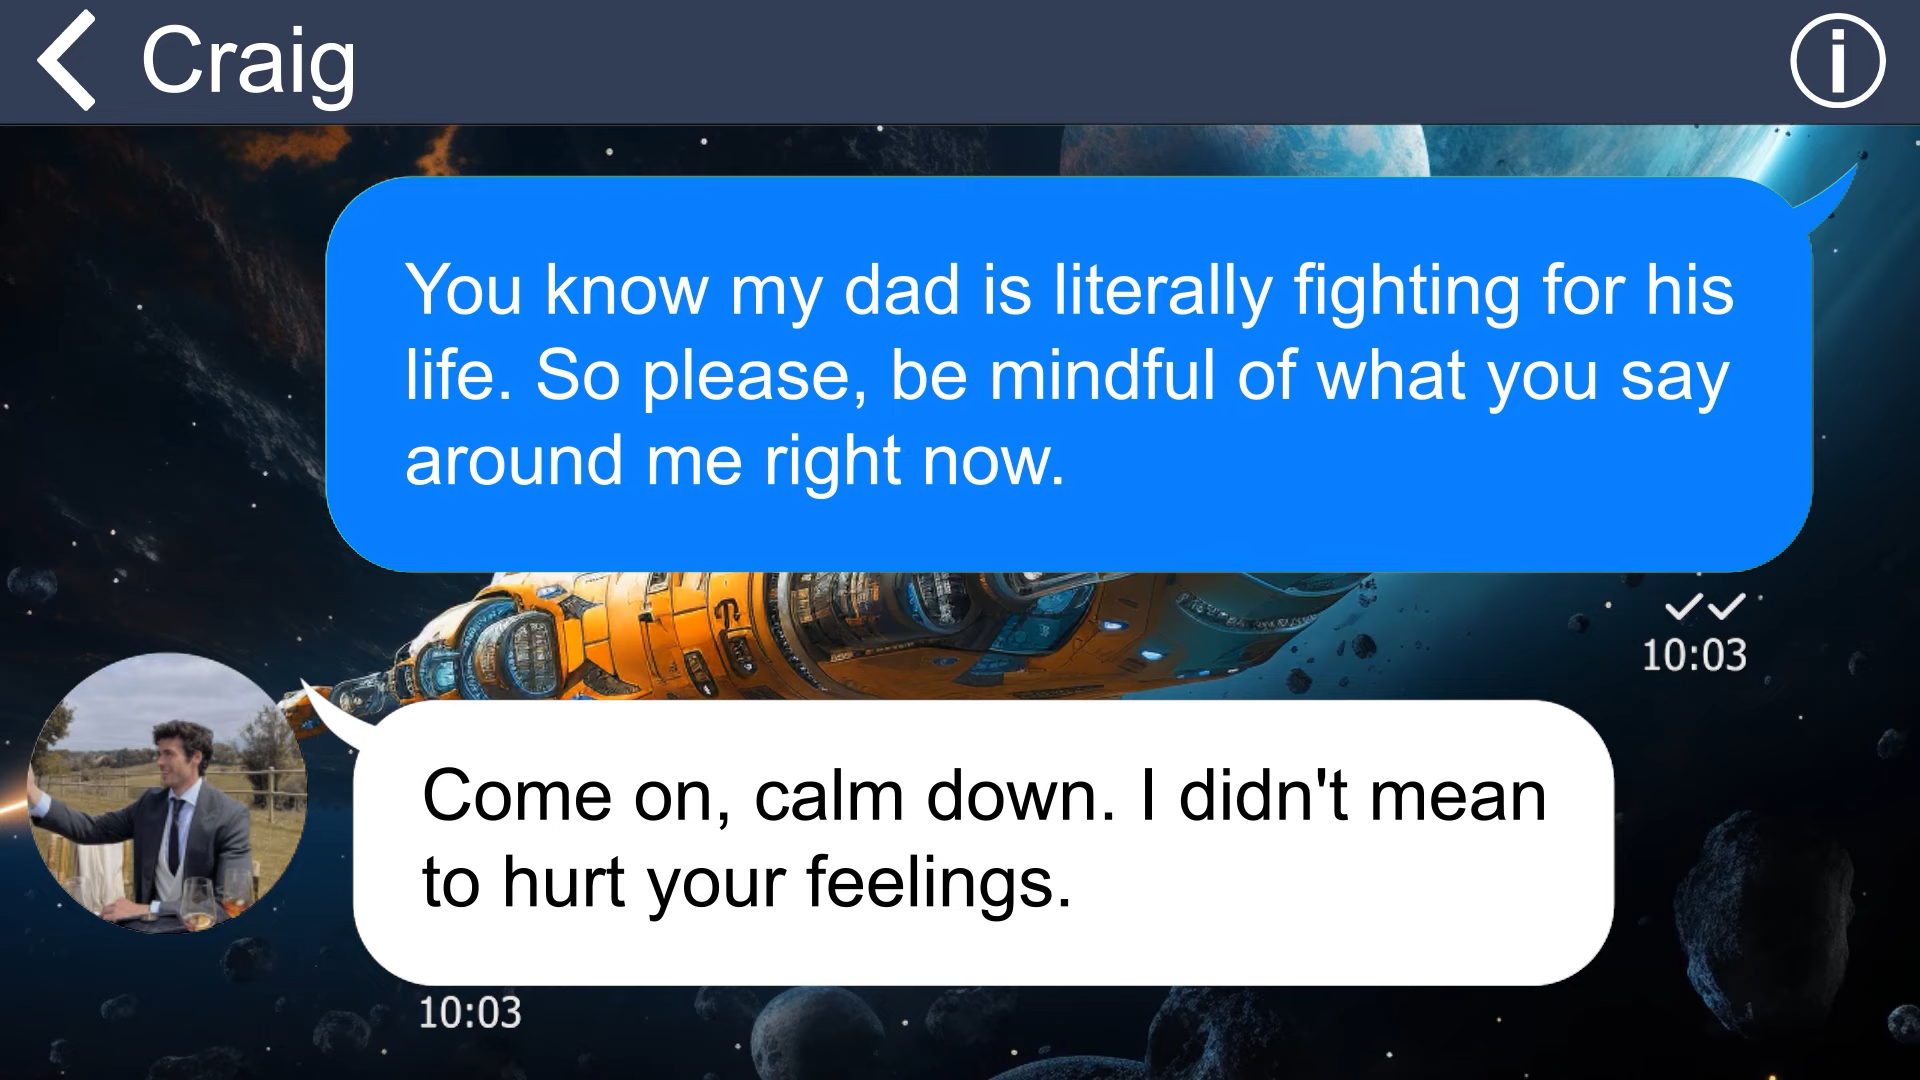 Craig
You know my dad is literally fighting for his
life. So please, be mindful of what you say
around me right now.
10:03
Come on, calm down. I didn't mean
to hurt your feelings.
10:03